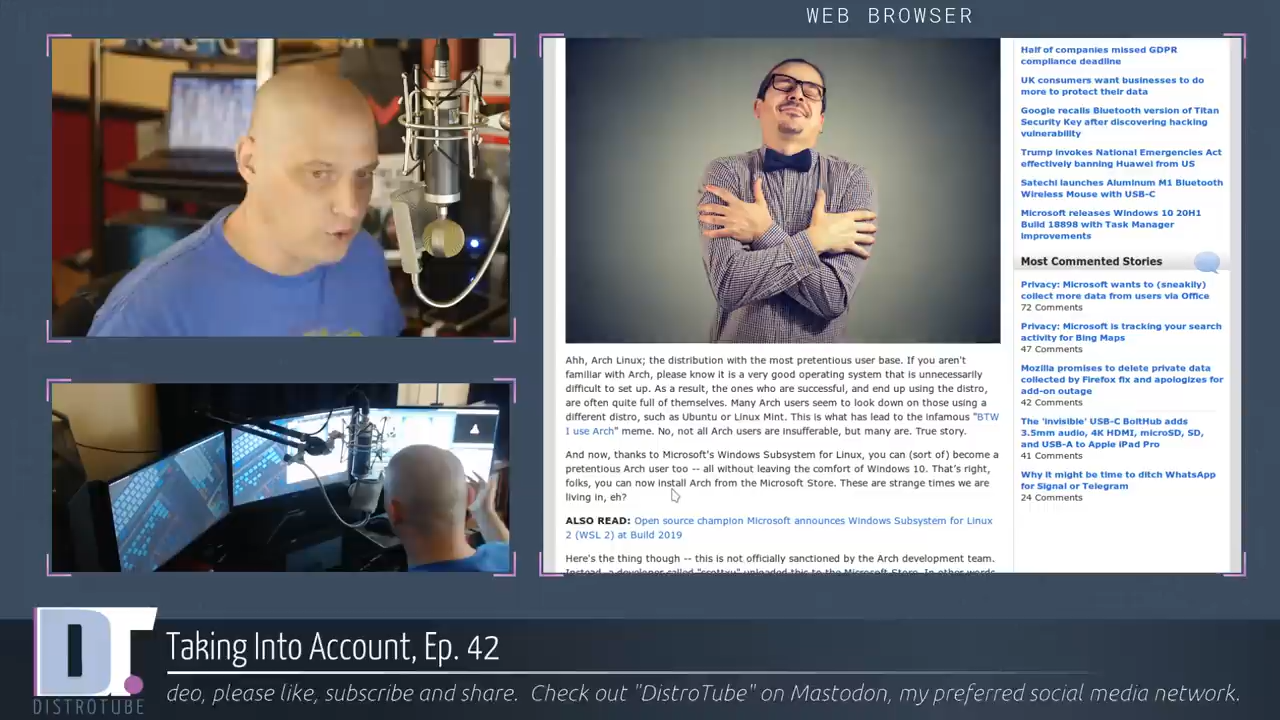 WEB BROWSER
Ahh, Arch Linux; the distribution with the most pretentious user base. If you aren't
familiar with Arch, please know it is a very good operating system that is unnecessarily
difficult to set up. As a result, the ones who are successful, and end up using the distro,
are often quite full of themselves. Many Arch users seem to look down on those using a
different distro, such as Ubuntu or Linux Mint. This is what has lead to the infamous "BTW
I use Arch" meme. No, not all Arch users are insufferable, but many are. True story.
And now, thanks to Microsoft's Windows Subsystem for Linux, you can (sort of) become a
pretentious Arch user too -- all without leaving the comfort of Windows 10. That's right,
folks, you can now install Arch from the Microsoft Store. These are strange times we are
living in, eh?
ALSO READ: Open source champion Microsoft announces Windows Subsystem for Linux
2 (WSL 2) at Build 2019
Here's the thing though -- this is not officially sanctioned by the Arch development team.
Instead, a developer called "scottxu" uploaded this to the Microsoft Store. In other words,
Half of companies missed GDPR
compliance deadline
UK consumers want businesses to do
more to protect their data
Google recalls Bluetooth version of Titan
Security Key after discovering hacking
vulnerability
Trump invokes National Emergencies Act
effectively banning Huawei from US
Satechi launches Aluminum M1 Bluetooth
Wireless Mouse with USB-C
Microsoft releases Windows 10 20H1
Build 18898 with Task Manager
improvements
Most Commented Stories
Privacy: Microsoft wants to (sneakily)
collect more data from users via Office
72 Comments
Privacy: Microsoft is tracking your search
activity for Bing Maps
47 Comments
Mozilla promises to delete private data
collected by Firefox fix and apologizes for
add-on outage
42 Comments
The 'invisible' USB-C BoltHub adds
3.5mm audio, 4K HDMI, microSD, SD,
and USB-A to Apple iPad Pro
41 Comments
Why it might be time to ditch WhatsApp
for Signal or Telegram
24 Comments
DT
DISTROTUBE
Taking Into Account, Ep. 42
deo, please like, subscribe and share. Check out "DistroTube" on Mastodon, my preferred social media network.